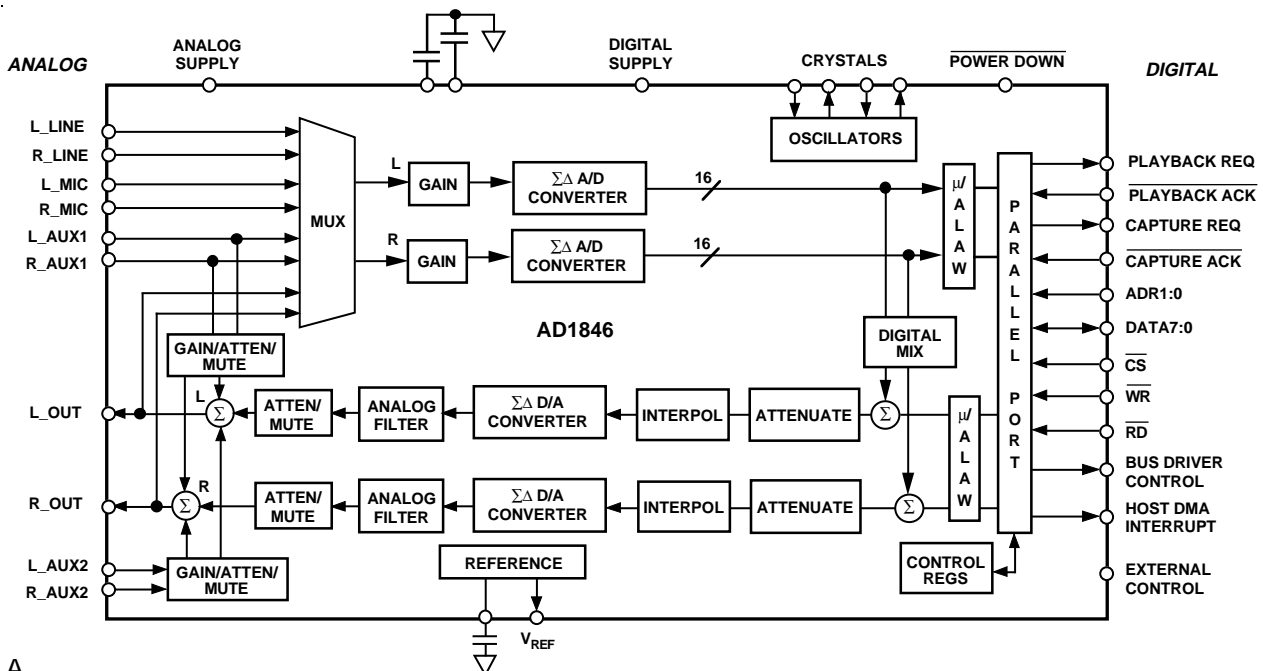 ANALOG
ANALOG
SUPPLY
DIGITAL
SUPPLY
CRYSTALS
POWER DOWN
DIGITAL
L_LINE
R_LINE
L_MIC
R_MIC
L_AUX1
R_AUX1
MUX
L
GAIN
ΣΔ A/D
CONVERTER
16
R
GAIN
ΣΔ A/D
CONVERTER
16
OSCILLATORS
μ/
A
L
A
W
P
A
R
A
L
L
E
L
P
O
R
T
PLAYBACK REQ
PLAYBACK ACK
CAPTURE REQ
CAPTURE ACK
ADR1:0
DATA7:0
CS
WR
RD
BUS DRIVER
CONTROL
HOST DMA
INTERRUPT
EXTERNAL
CONTROL
AD1846
DIGITAL
MIX
GAIN/ATTEN/
MUTE
L_OUT
L
Σ
ATTEN/
MUTE
ANALOG
FILTER
ΣΔ D/A
CONVERTER
INTERPOL
ATTENUATE
Σ
μ/
A
L
A
W
R_OUT
R
Σ
ATTEN/
MUTE
ANALOG
FILTER
ΣΔ D/A
CONVERTER
INTERPOL
ATTENUATE
Σ
L_AUX2
R_AUX2
GAIN/ATTEN/
MUTE
REFERENCE
CONTROL
REGS
VREF